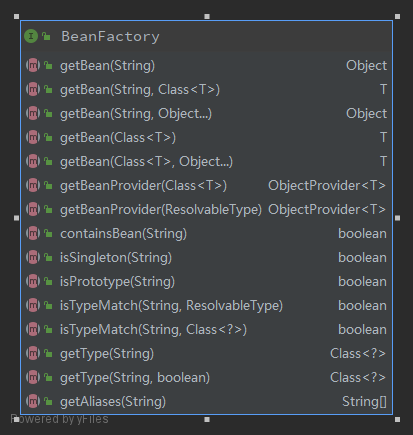 I BeanFactory
m getBean(String) Object
m getBean(String, Class<T>) T
m getBean(String, Object...) Object
m getBean(Class<T>) T
m getBean(Class<T>, Object...) T
m getBeanProvider(Class<T>) ObjectProvider<T>
m getBeanProvider(ResolvableType) ObjectProvider<T>
m containsBean(String) boolean
m isSingleton(String) boolean
m isPrototype(String) boolean
m isTypeMatch(String, ResolvableType) boolean
m isTypeMatch(String, Class<?>) boolean
m getType(String) Class<?>
m getType(String, boolean) Class<?>
m getAliases(String) String[]
Powered by yFiles